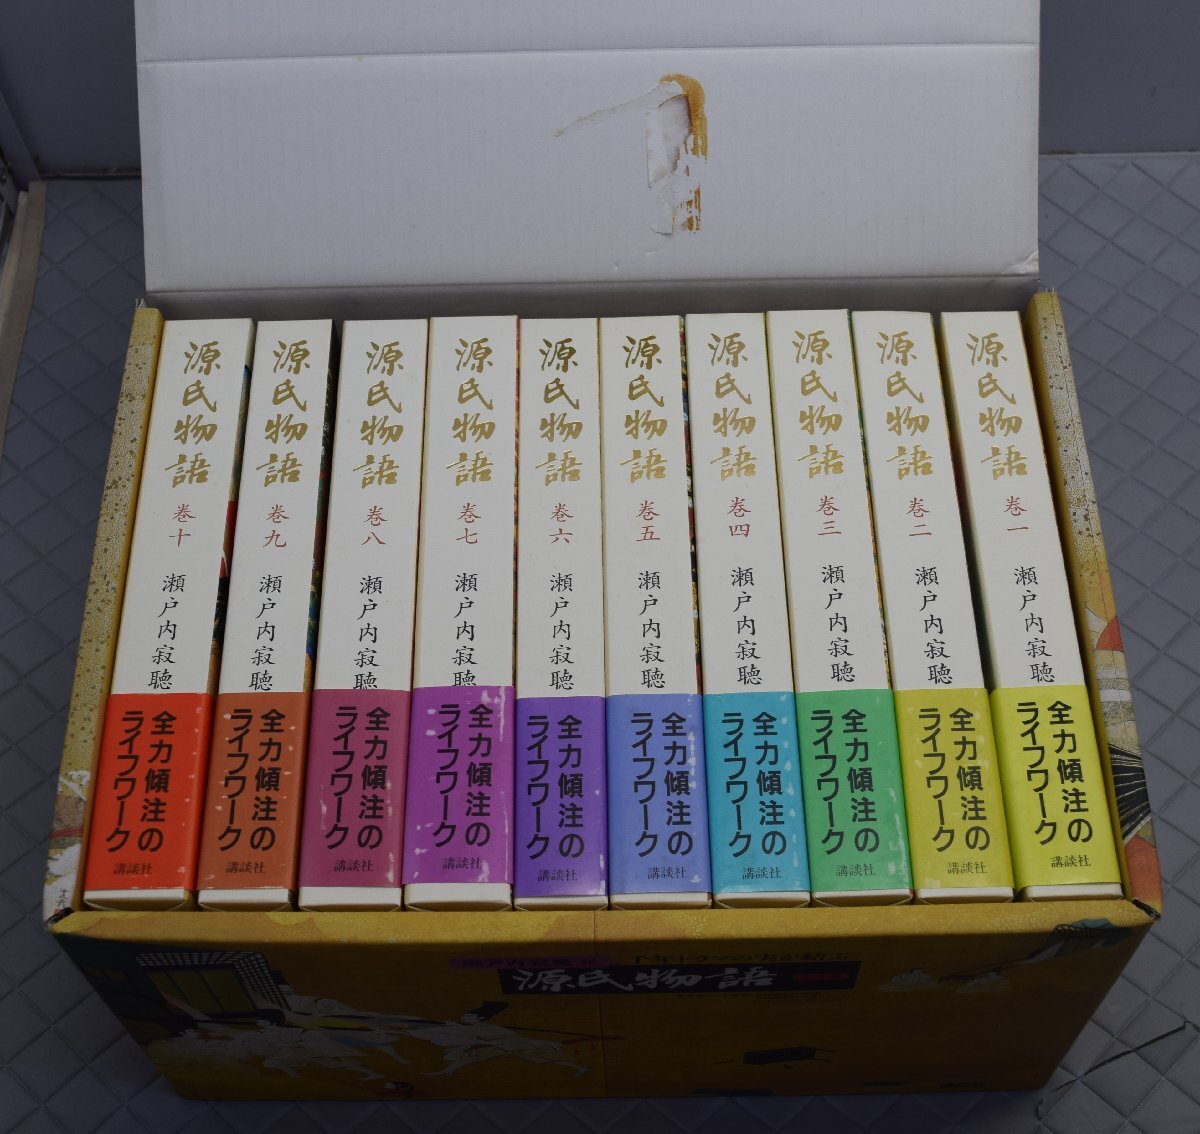 源氏物語
巻十
瀬戸内寂聴
全力傾注の
ライフワーク
講談社
源氏物語
巻九
瀬戸内寂聴
全力傾注の
ライフワーク
講談社
源氏物語
巻八
瀬戸内寂聴
全力傾注の
ライフワーク
講談社
源氏物語
巻七
瀬戸内寂聴
全力傾注の
ライフワーク
講談社
源氏物語
巻六
瀬戸内寂聴
全力傾注の
ライフワーク
講談社
源氏物語
巻五
瀬戸内寂聴
全力傾注の
ライフワーク
講談社
源氏物語
巻四
瀬戸内寂聴
全力傾注の
ライフワーク
講談社
源氏物語
巻三
瀬戸内寂聴
全力傾注の
ライフワーク
講談社
源氏物語
巻二
瀬戸内寂聴
全力傾注の
ライフワーク
講談社
源氏物語
巻一
瀬戸内寂聴
全力傾注の
ライフワーク
講談社
瀬戸内寂聴
源氏物語
講談社